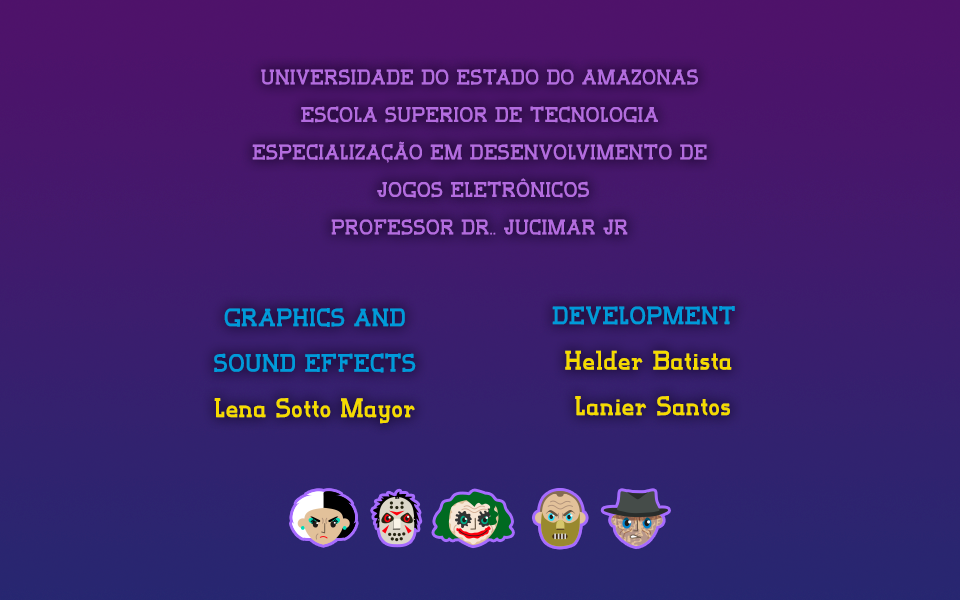 UNIVERSIDADE DO ESTADO DO AMAZONAS
ESCOLA SUPERIOR DE TECNOLOGIA
ESPECIALIZAÇÃO EM DESENVOLVIMENTO DE
JOGOS ELETRÔNICOS
PROFESSOR DR.. JUCIMAR JR
GRAPHICS AND
SOUND EFFECTS
Lena Sotto Mayor
DEVELOPMENT
Helder Batista
Lanier Santos